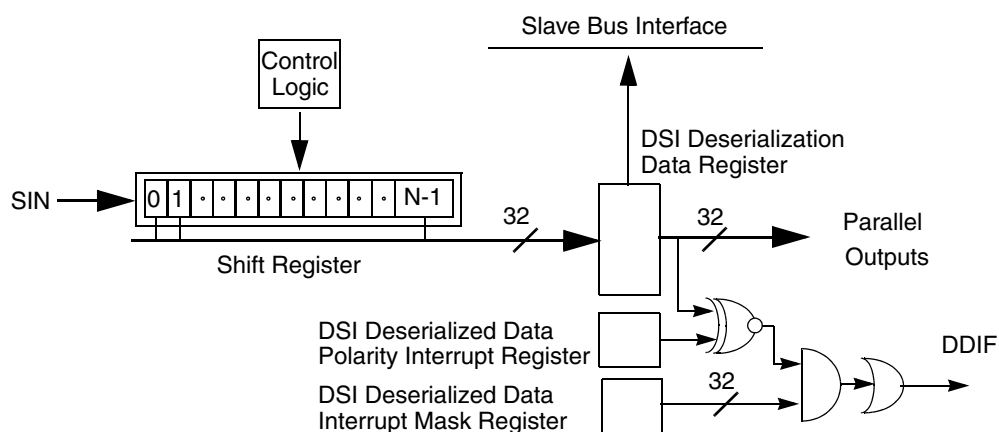 Slave Bus Interface
Control
Logic
DSI Deserialization
Data Register
SIN
0 1 N-1
32
32
Parallel
Outputs
Shift Register
DSI Deserialized Data
Polarity Interrupt Register
DDIF
32
DSI Deserialized Data
Interrupt Mask Register